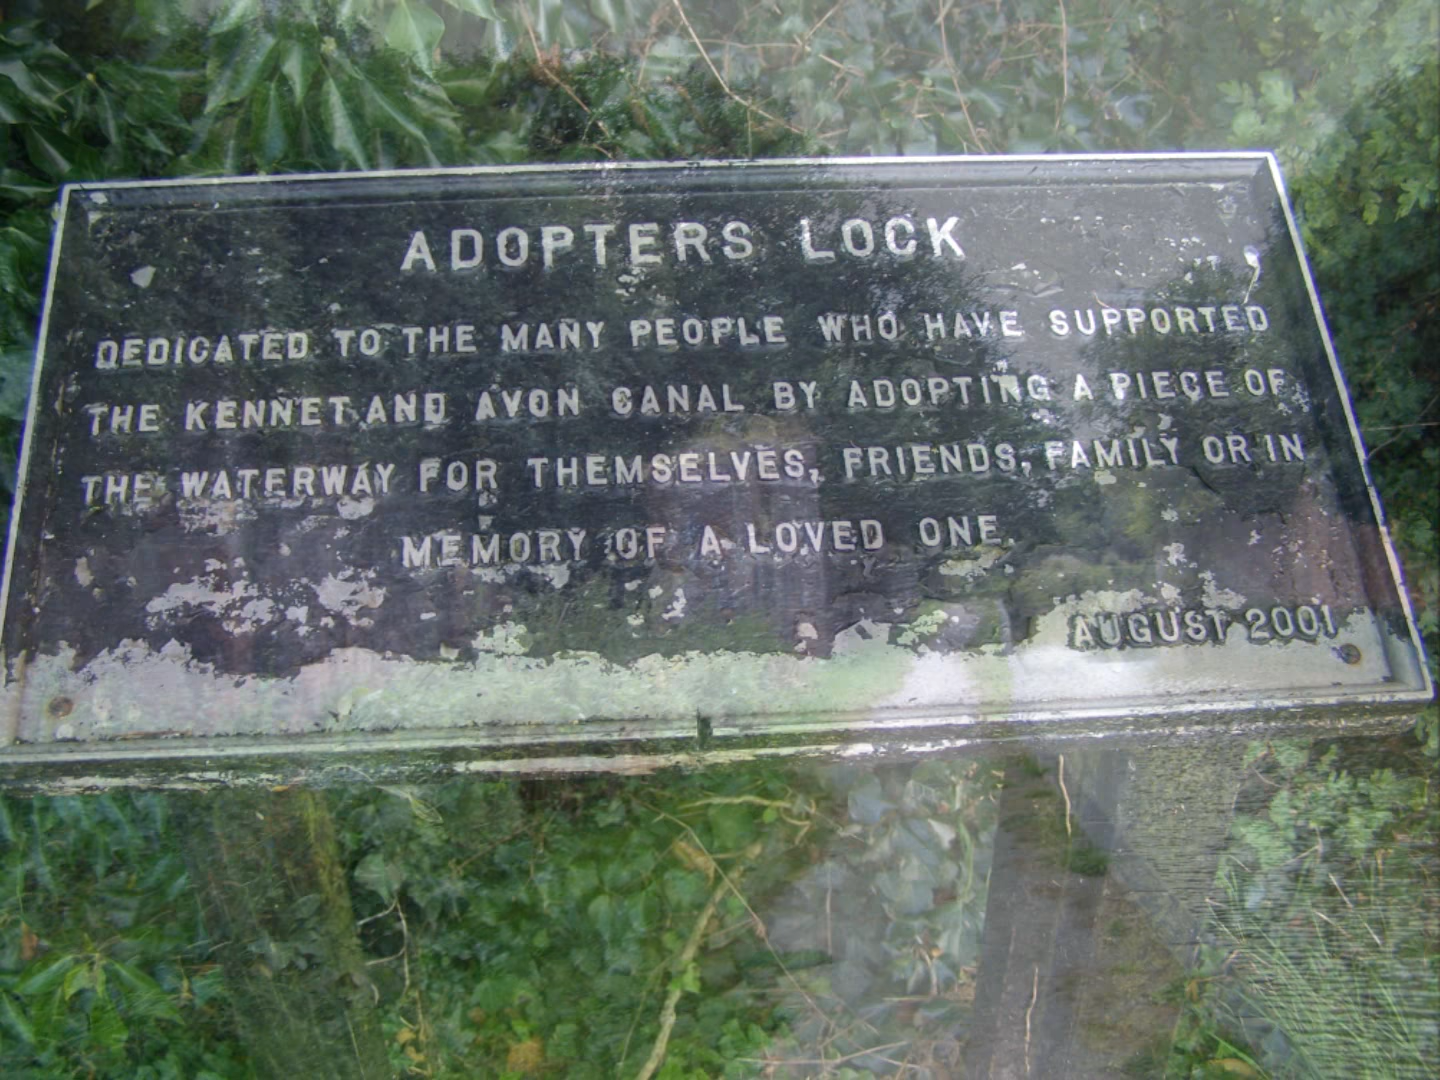 ADOPTERS LOCK
DEDICATED TO THE MANY PEOPLE WHO HAVE SUPPORTED
THE KENNET AND AVON CANAL BY ADOPTING A PIECE OF
THE WATERWAY FOR THEMSELVES, FRIENDS, FAMILY OR IN
MEMORY OF A LOVED ONE.
AUGUST 2001